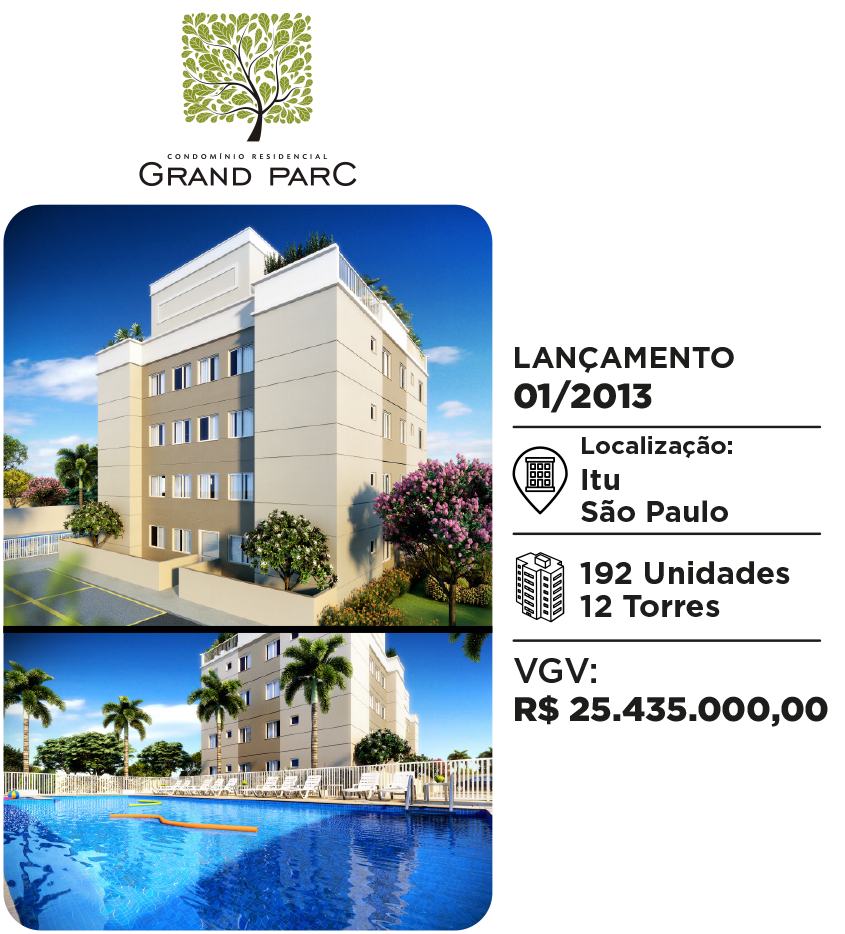 CONDOMÍNIO RESIDENCIAL
GRAND PARC
LANÇAMENTO
01/2013
Localização:
Itu
São Paulo
192 Unidades
12 Torres
VGV:
R$ 25.435.000,00